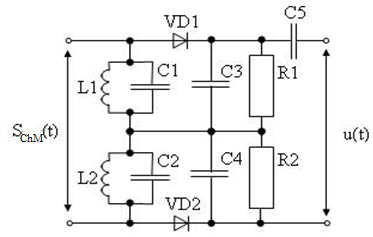 C5
VD1
L1
C1
C3
R1
S_ChM(t)
u(t)
L2
C2
C4
R2
VD2